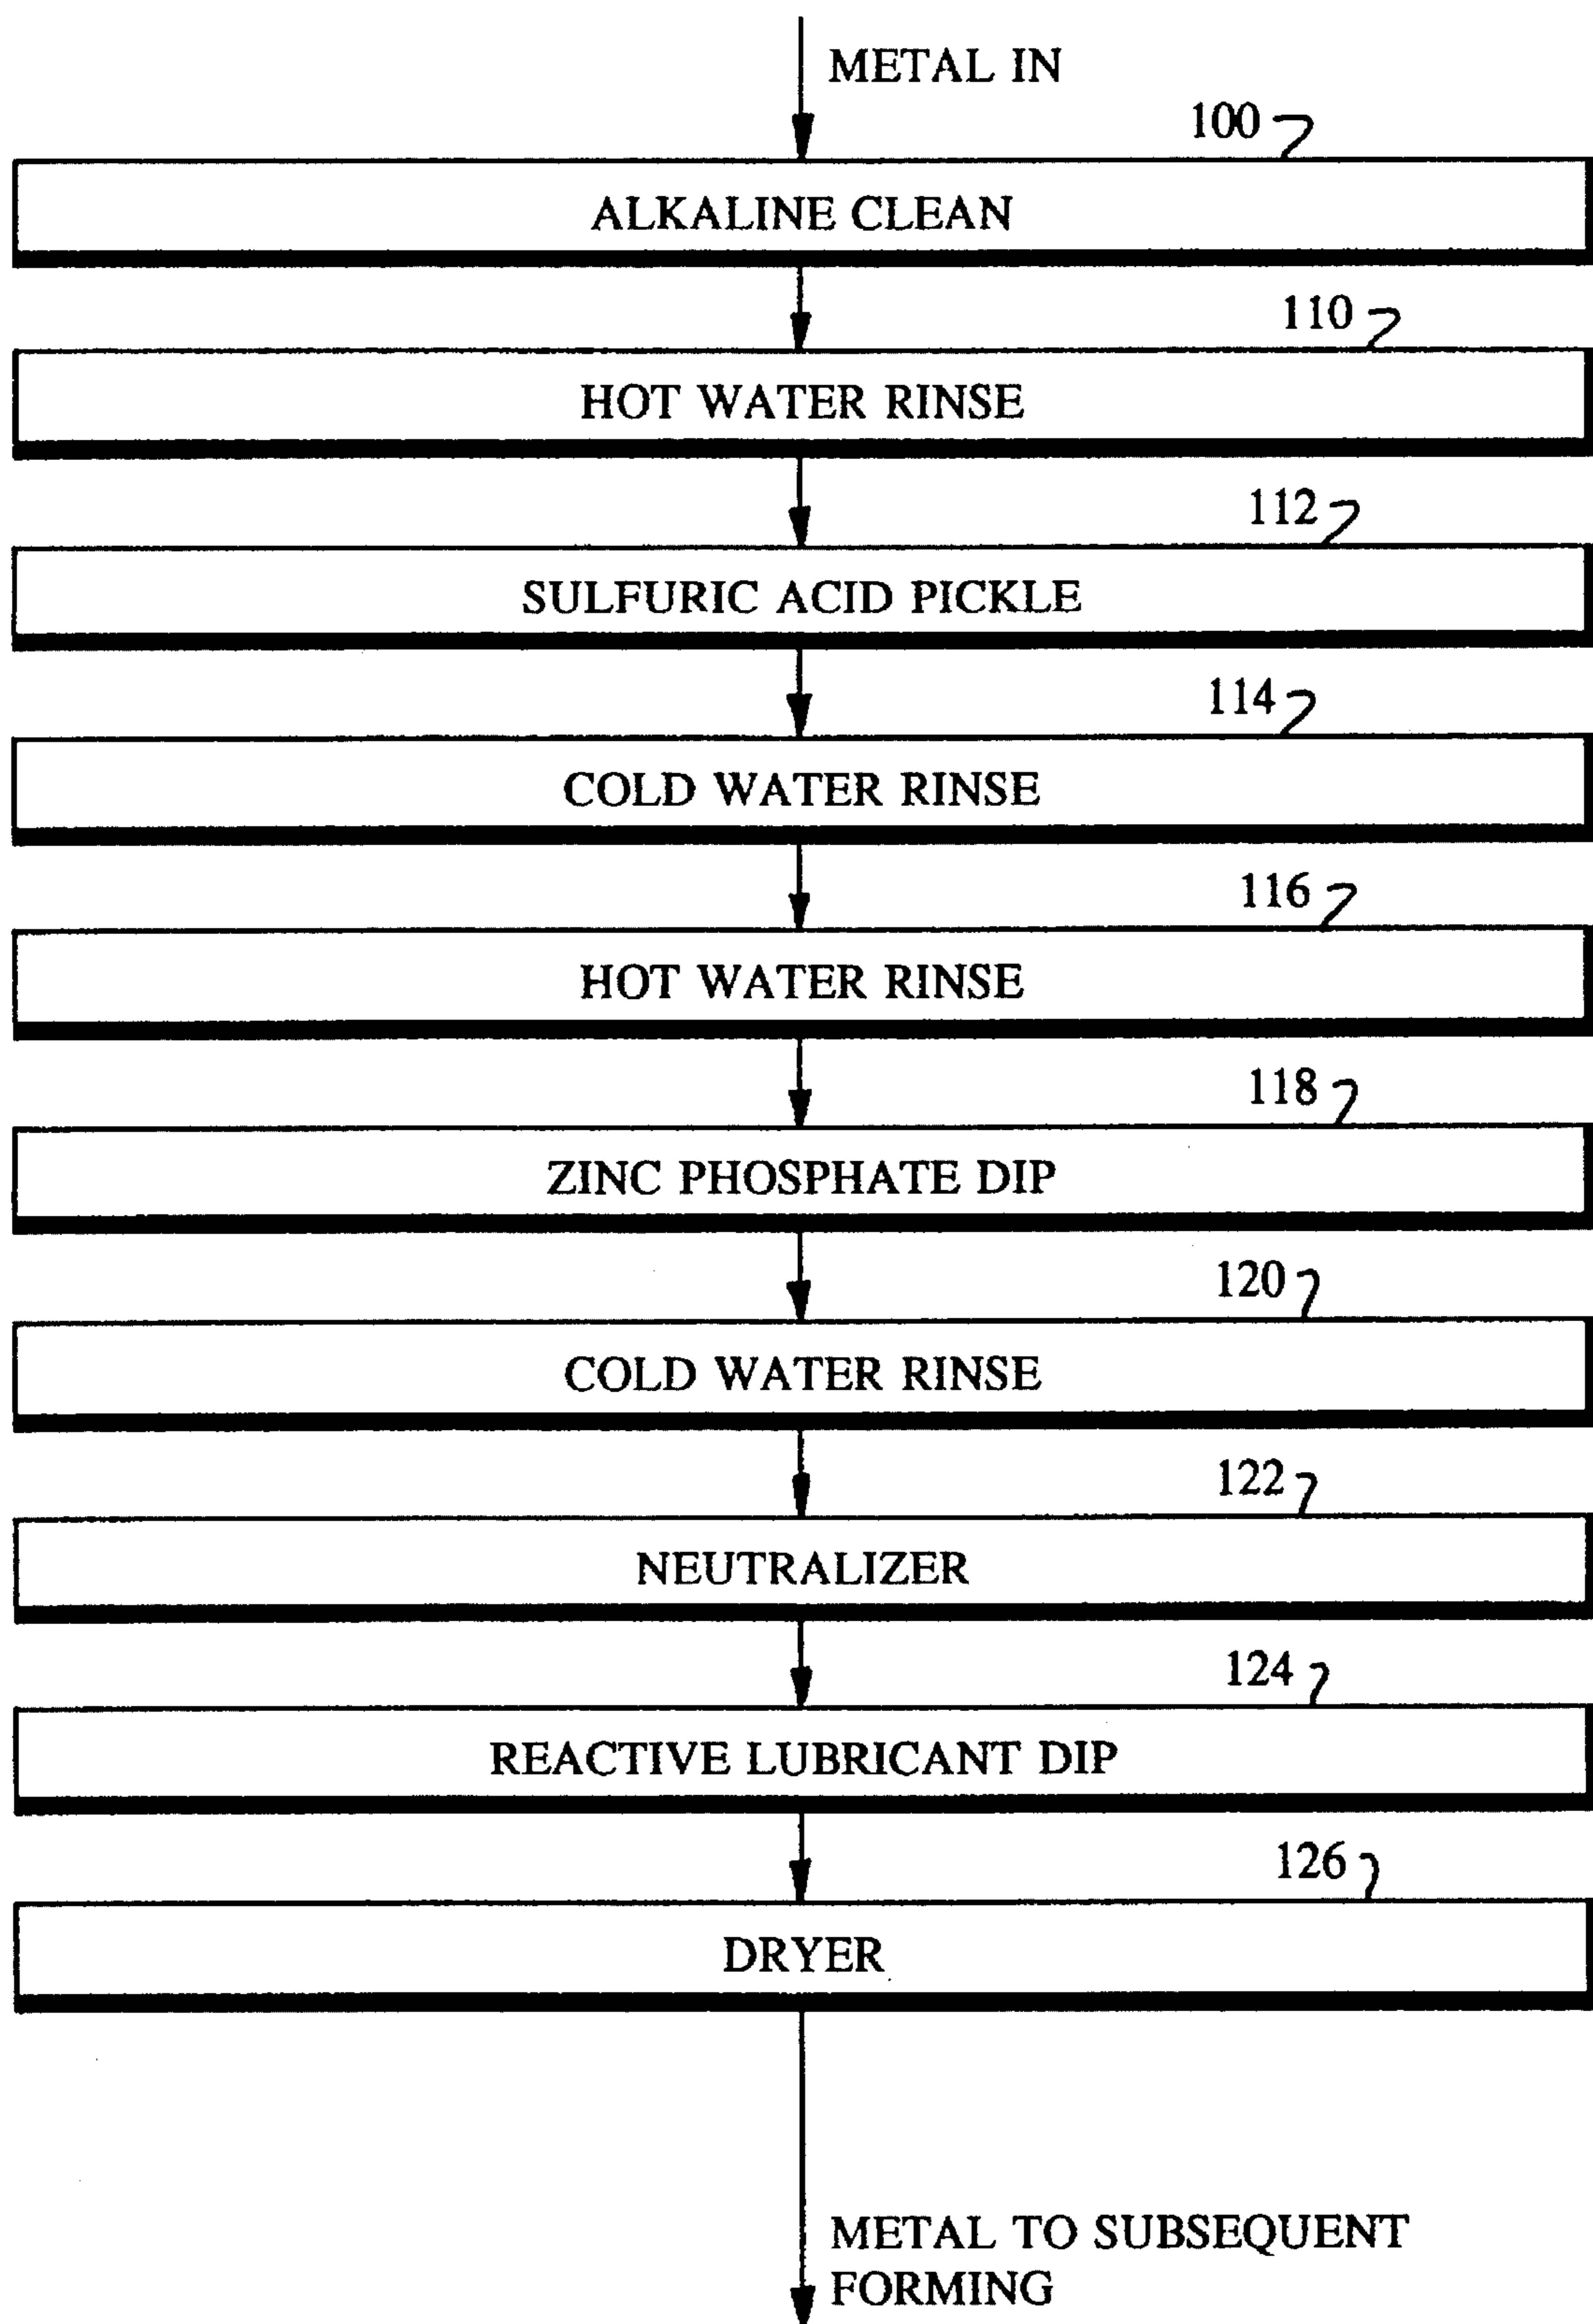 METAL IN
100
ALKALINE CLEAN
110
HOT WATER RINSE
112
SULFURIC ACID PICKLE
114
COLD WATER RINSE
116
HOT WATER RINSE
118
ZINC PHOSPHATE DIP
120
COLD WATER RINSE
122
NEUTRALIZER
124
REACTIVE LUBRICANT DIP
126
DRYER
METAL TO SUBSEQUENT
FORMING